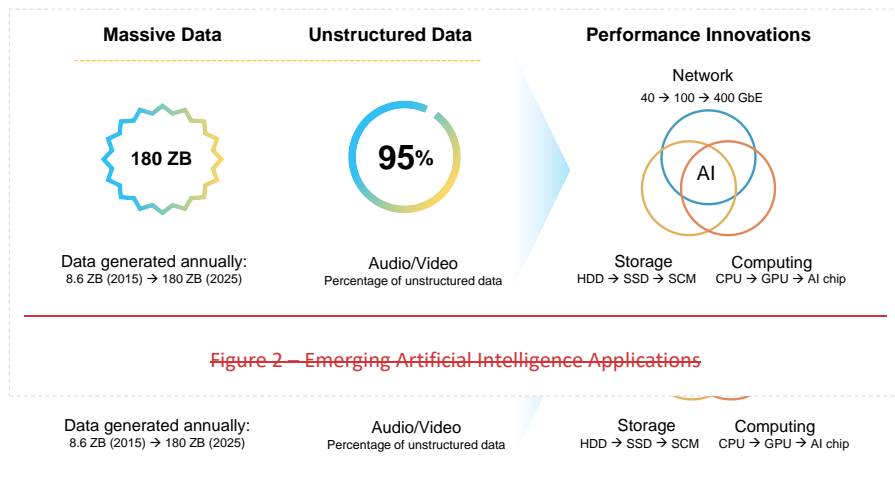 Massive Data
Unstructured Data
Performance Innovations
Network
40 → 100 → 400 GbE
180 ZB
95%
AI
Data generated annually:
8.6 ZB (2015) → 180 ZB (2025)
Audio/Video
Percentage of unstructured data
Storage
HDD → SSD → SCM
Computing
CPU → GPU → AI chip
Figure 2 – Emerging Artificial Intelligence Applications
Data generated annually:
8.6 ZB (2015) → 180 ZB (2025)
Audio/Video
Percentage of unstructured data
Storage
HDD → SSD → SCM
Computing
CPU → GPU → AI chip